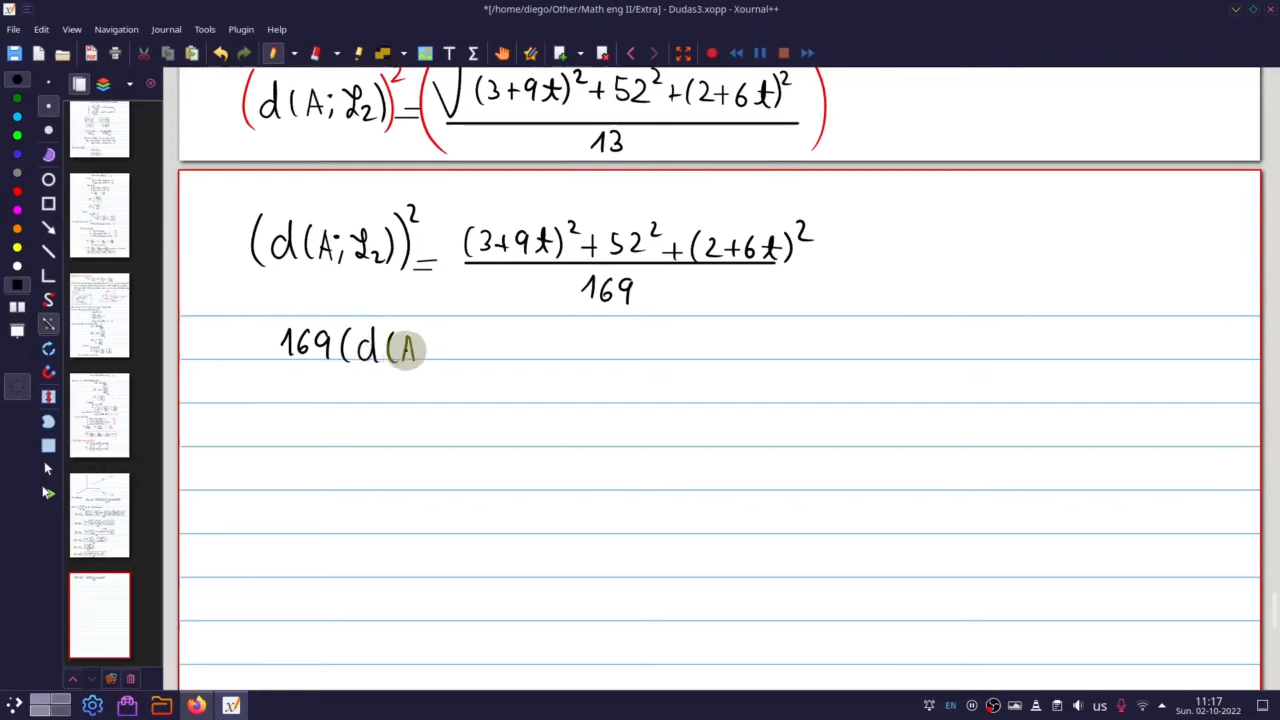 *[/home/diego/Other/Math eng II/Extra] - Dudas3.xopp - Xournal++
File Edit View Navigation Journal Tools Plugin Help
(d(A; ℒ₂))² = (√((3+9t)²+52²+(2+6t)²) / 13)
(d(A; ℒ₂))² = ((3+9t)²+52²+(2+6t)²) / 169
169(d(A
EN
us
11:17
Sun. 02-10-2022